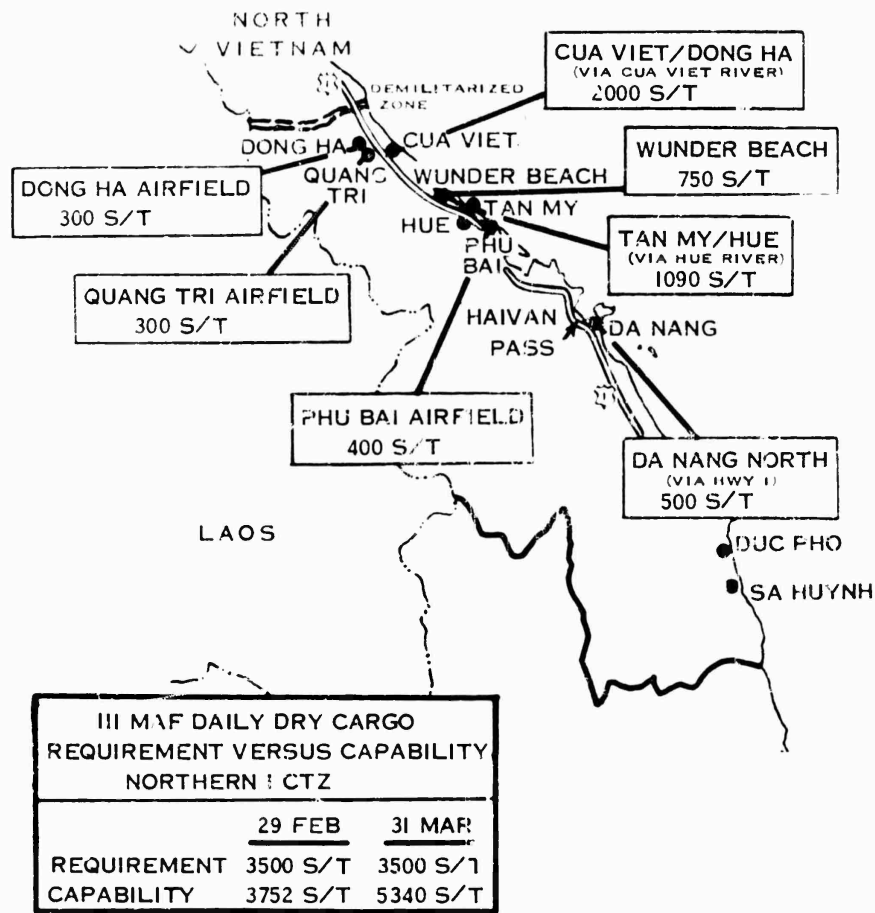 NORTH
VIETNAM
DEMILITARIZED
ZONE
CUA VIET/DONG HA
(VIA CUA VIET RIVER)
2000 S/T
DONG HA
CUA VIET
QUANG
TRI
WUNDER BEACH
WUNDER BEACH
750 S/T
DONG HA AIRFIELD
300 S/T
TAN MY
HUE
PHU
BAI
TAN MY/HUE
(VIA HUE RIVER)
1090 S/T
QUANG TRI AIRFIELD
300 S/T
HAIVAN
PASS
DA NANG
PHU BAI AIRFIELD
400 S/T
DA NANG NORTH
(VIA HWY 1)
500 S/T
LAOS
DUC PHO
SA HUYNH
III MAF DAILY DRY CARGO
REQUIREMENT VERSUS CAPABILITY
NORTHERN I CTZ
29 FEB 31 MAR
REQUIREMENT 3500 S/T 3500 S/T
CAPABILITY 3752 S/T 5340 S/T